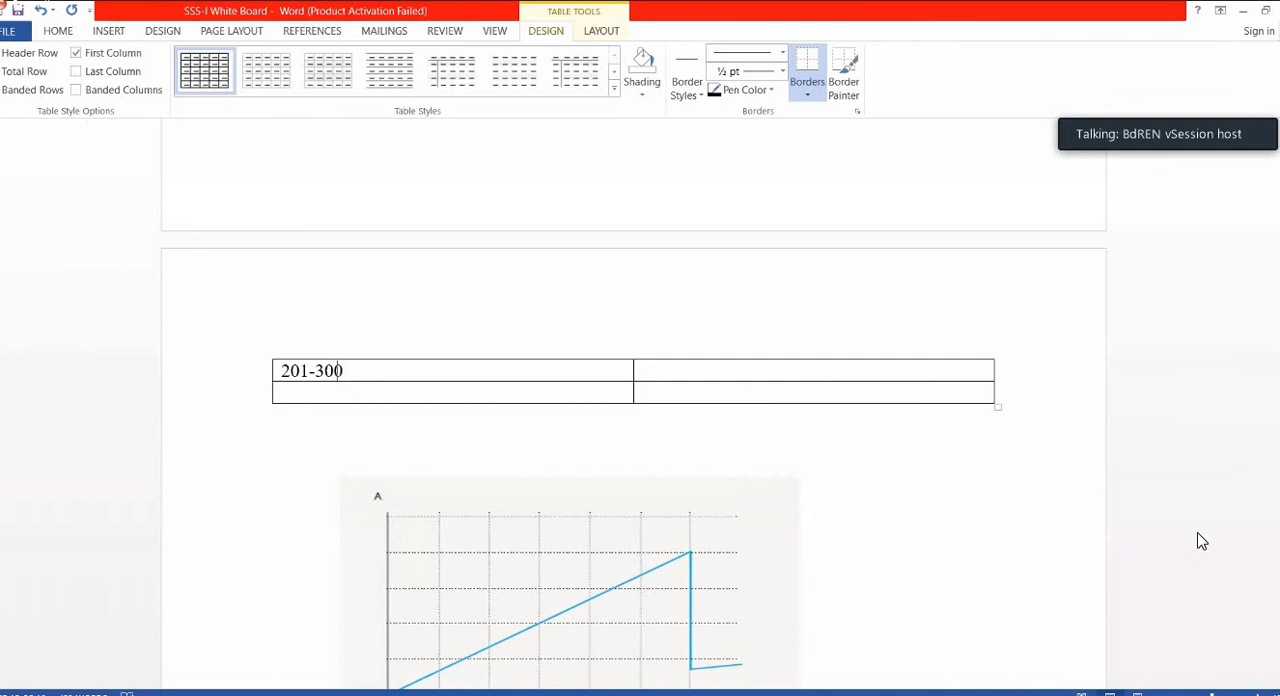 SSS-I White Board - Word (Product Activation Failed)
TABLE TOOLS
?
FILE
HOME
INSERT
DESIGN
PAGE LAYOUT
REFERENCES
MAILINGS
REVIEW
VIEW
DESIGN
LAYOUT
Sign in
Header Row
First Column
Total Row
Last Column
Banded Rows
Banded Columns
Table Style Options
Table Styles
Shading
Border Styles
½ pt
Pen Color
Borders
Border Painter
Borders
Talking: BdREN vSession host
201-300
A